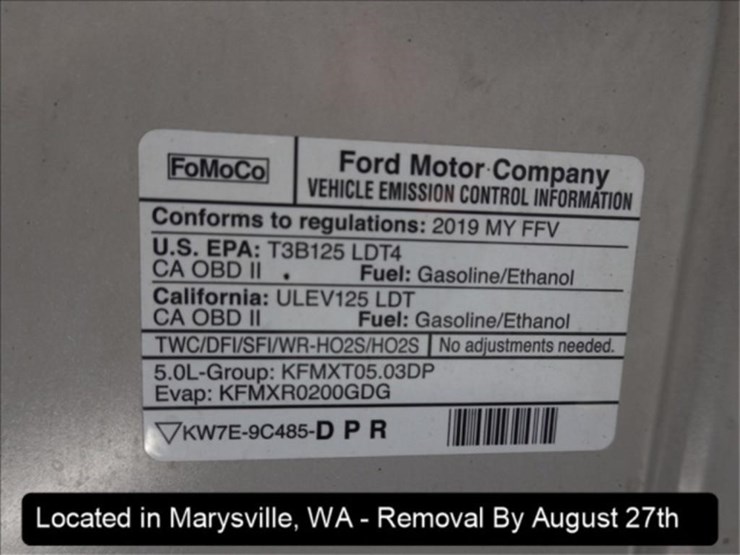 FoMoCo
Ford Motor Company
VEHICLE EMISSION CONTROL INFORMATION
Conforms to regulations: 2019 MY FFV
U.S. EPA: T3B125 LDT4
CA OBD II . Fuel: Gasoline/Ethanol
California: ULEV125 LDT
CA OBD II Fuel: Gasoline/Ethanol
TWC/DFI/SFI/WR-HO2S/HO2S No adjustments needed.
5.0L-Group: KFMXT05.03DP
Evap: KFMXR0200GDG
KW7E-9C485-D P R
Located in Marysville, WA - Removal By August 27th